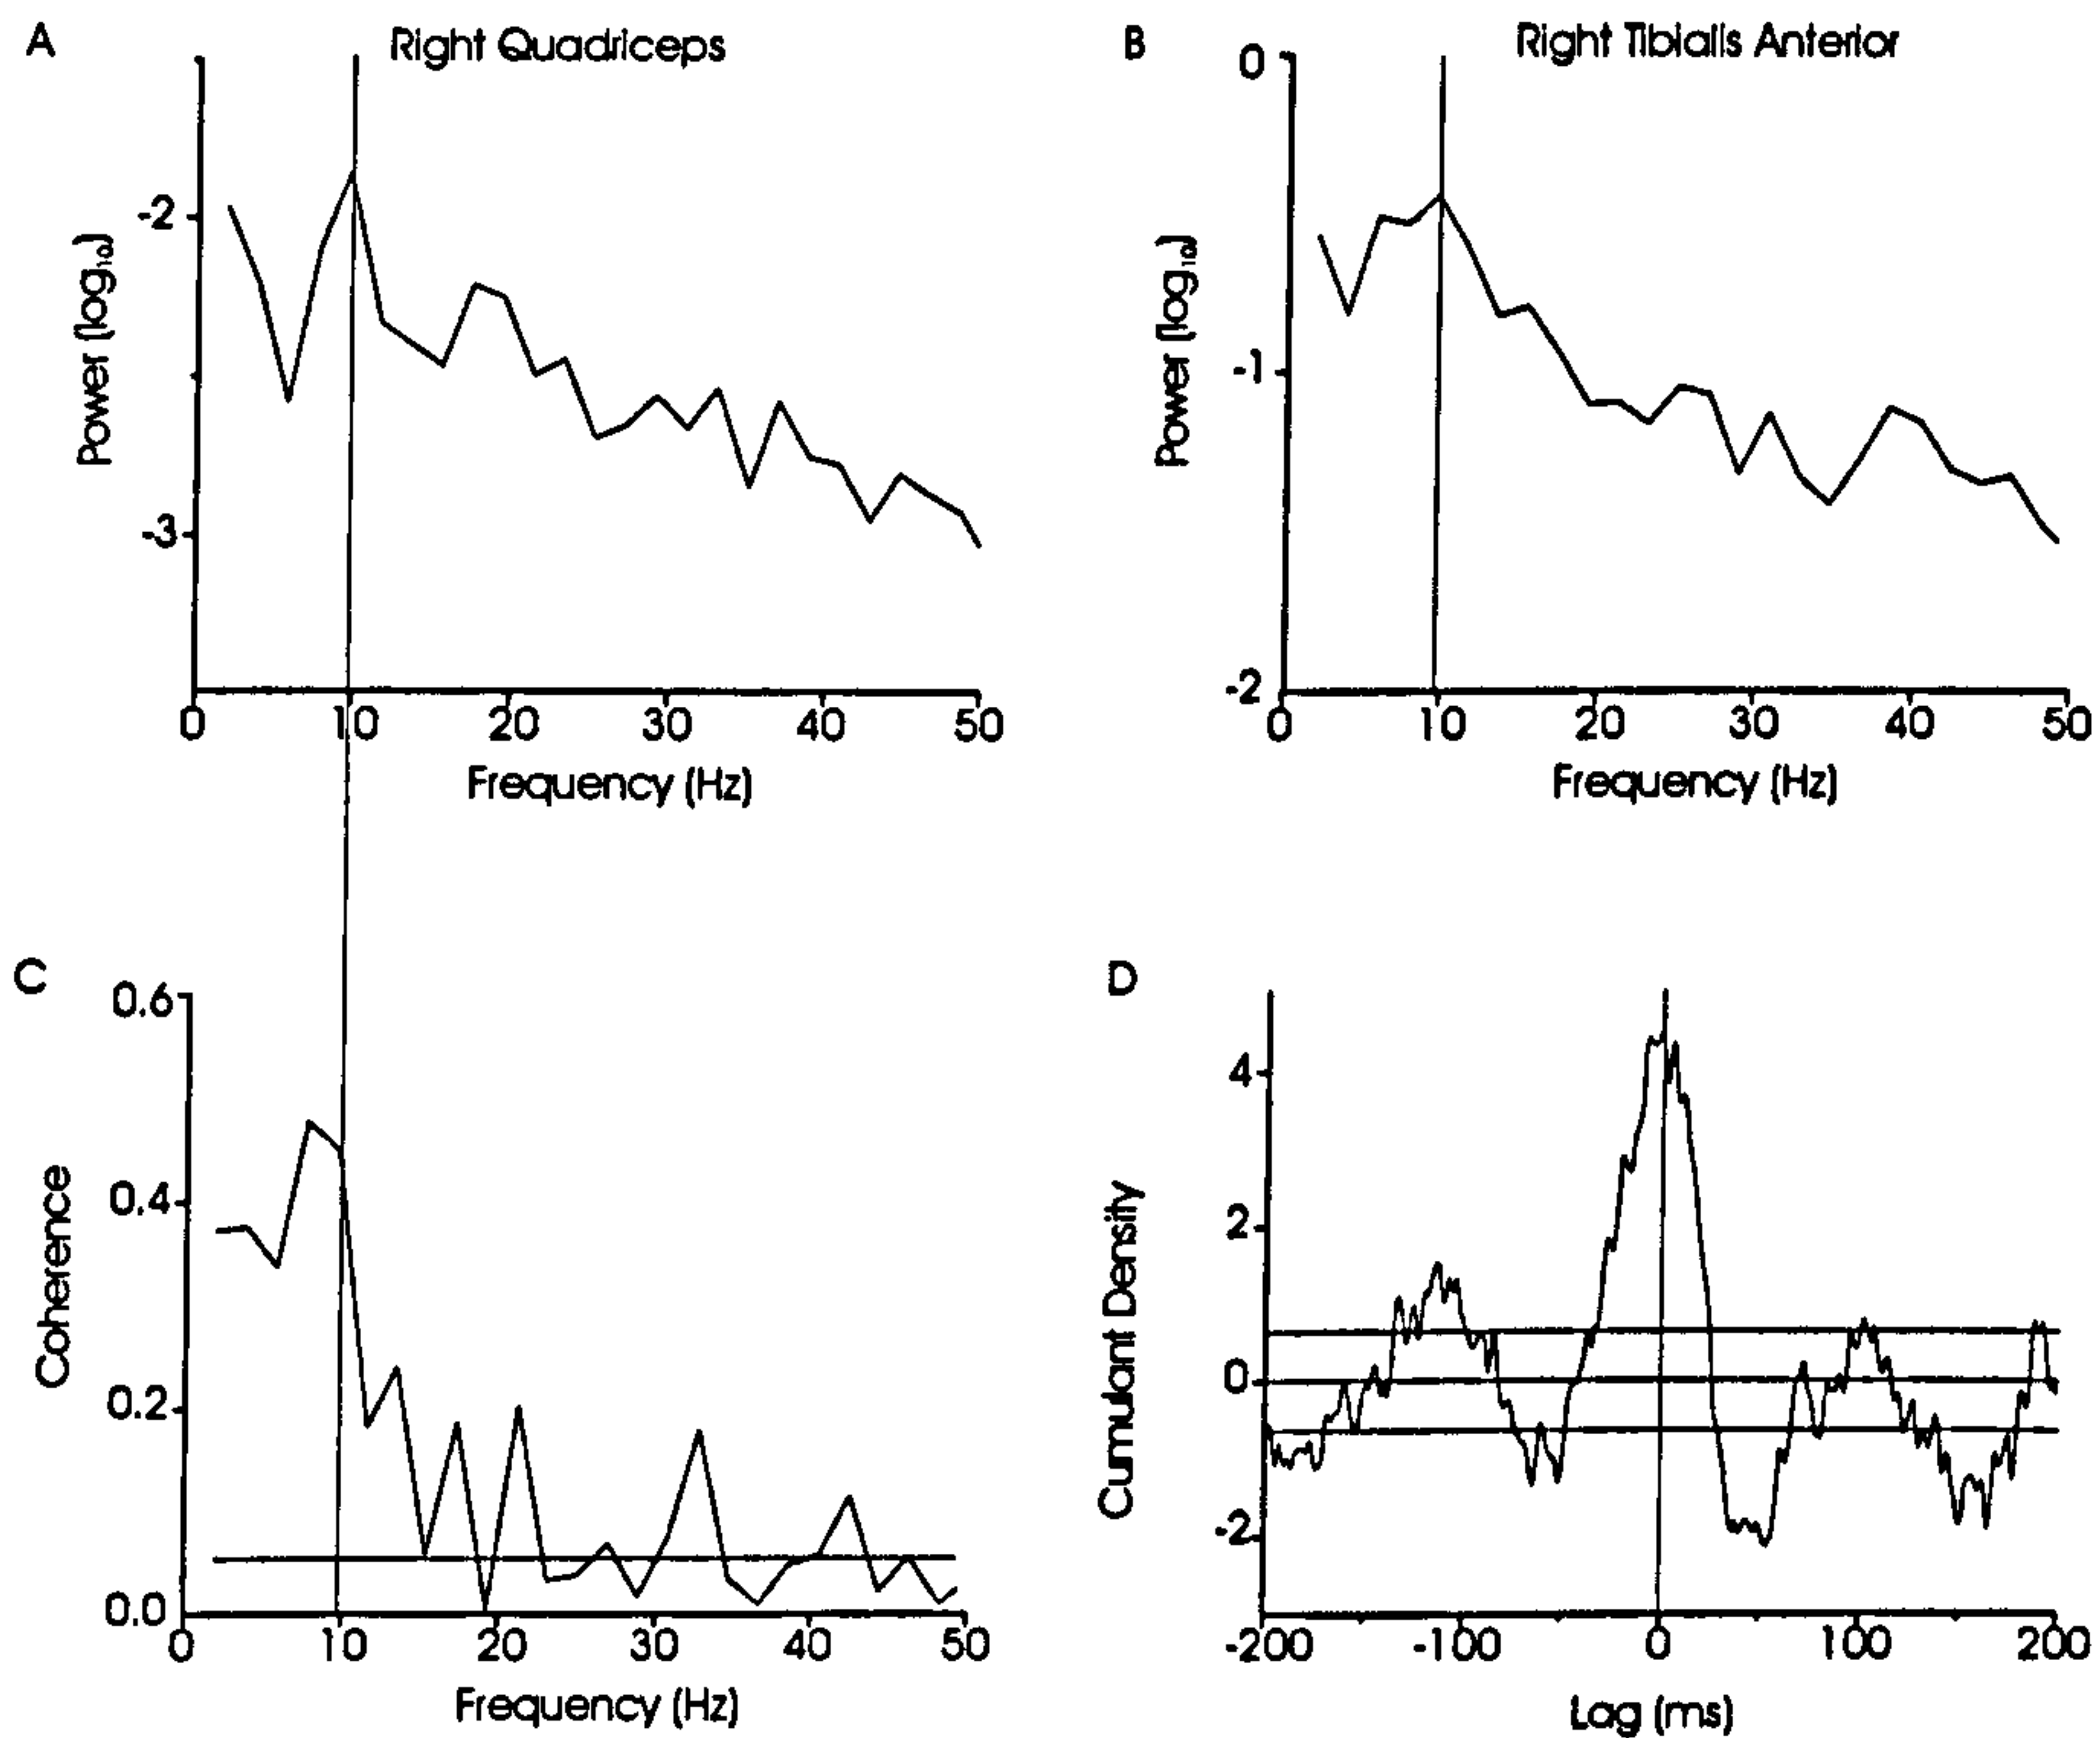 A
Right Quadriceps
-2
-3
Power (log10)
0
10
20
30
40
50
Frequency (Hz)
B
Right Tibialis Anterior
0
-1
-2
Power (log10)
0
10
20
30
40
50
Frequency (Hz)
C
0.6
0.4
0.2
0.0
Coherence
0
10
20
30
40
50
Frequency (Hz)
D
4
2
0
-2
Cumulant Density
-200
-100
0
100
200
Lag (ms)